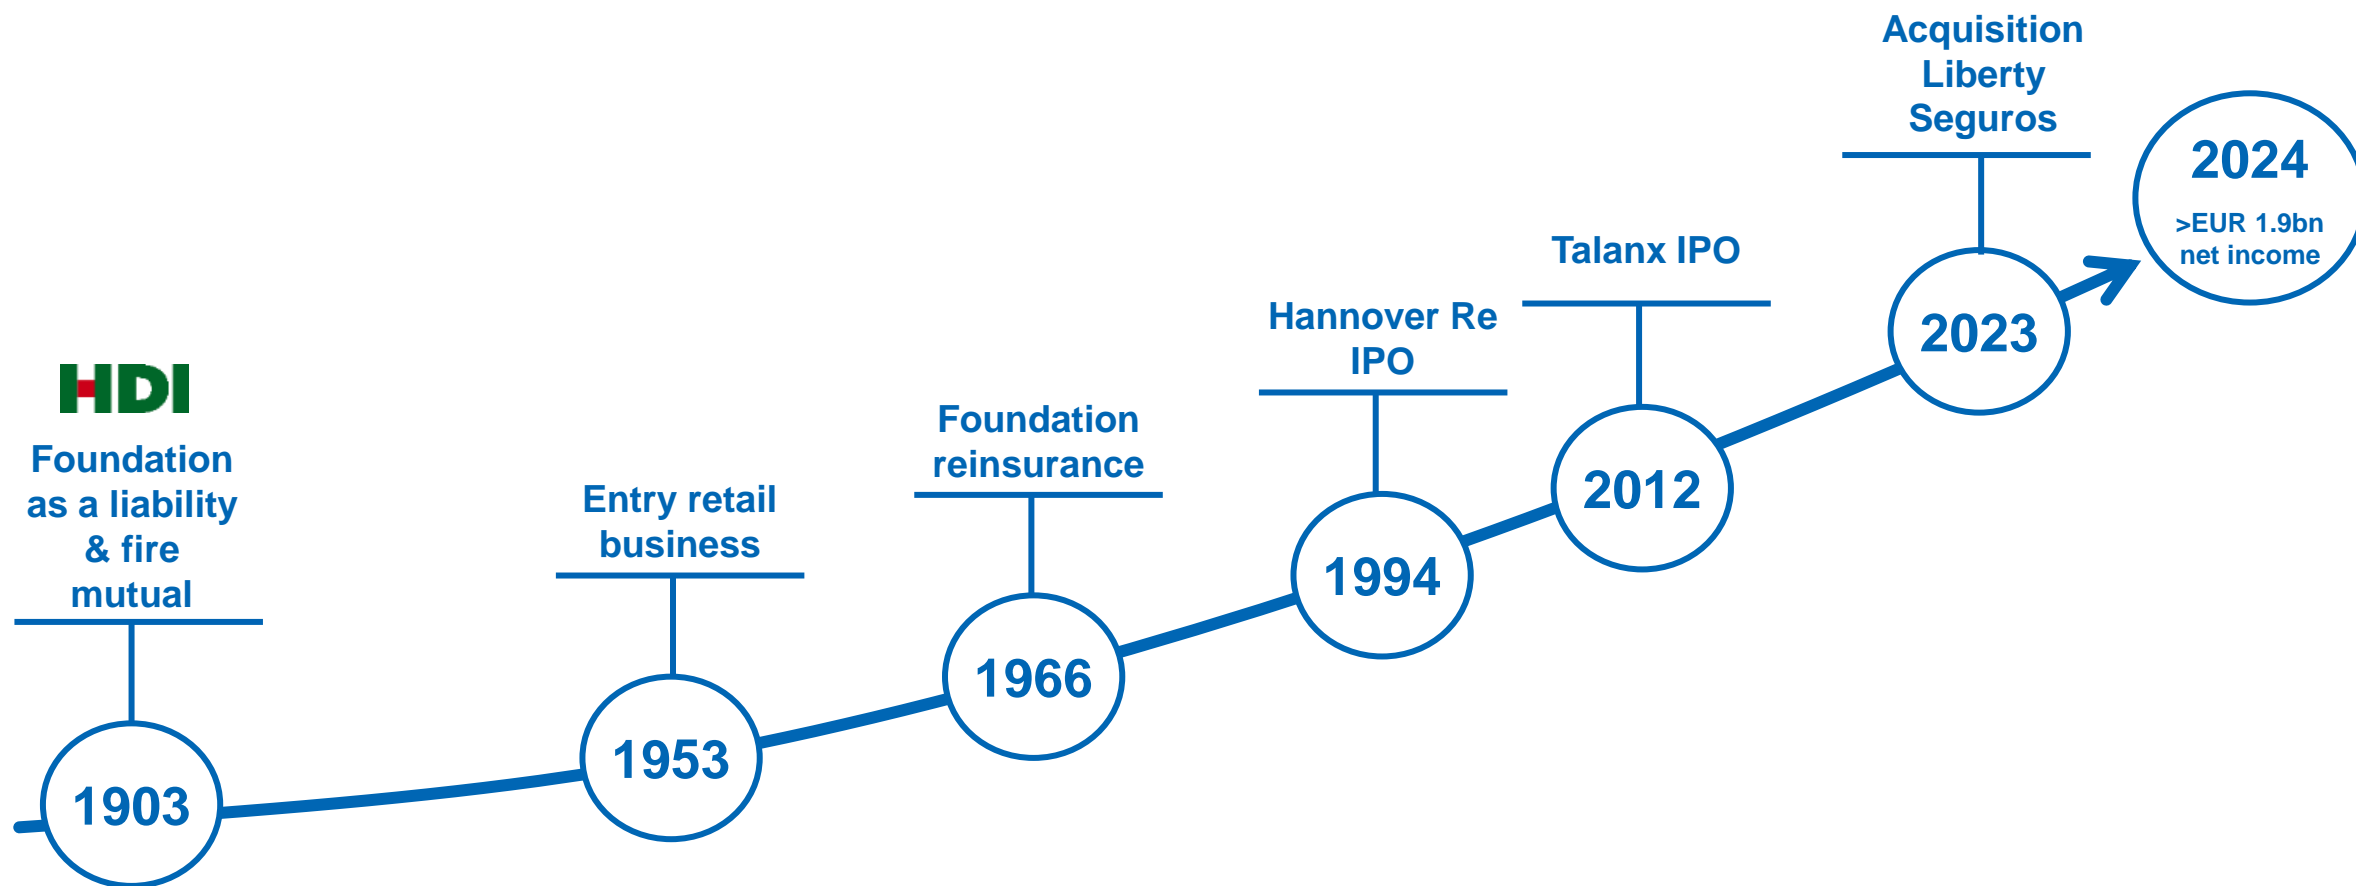 HDI
Foundation
as a liability
& fire
mutual
1903
Entry retail
business
1953
Foundation
reinsurance
1966
Hannover Re
IPO
1994
Talanx IPO
2012
Acquisition
Liberty
Seguros
2023
2024
>EUR 1.9bn
net income